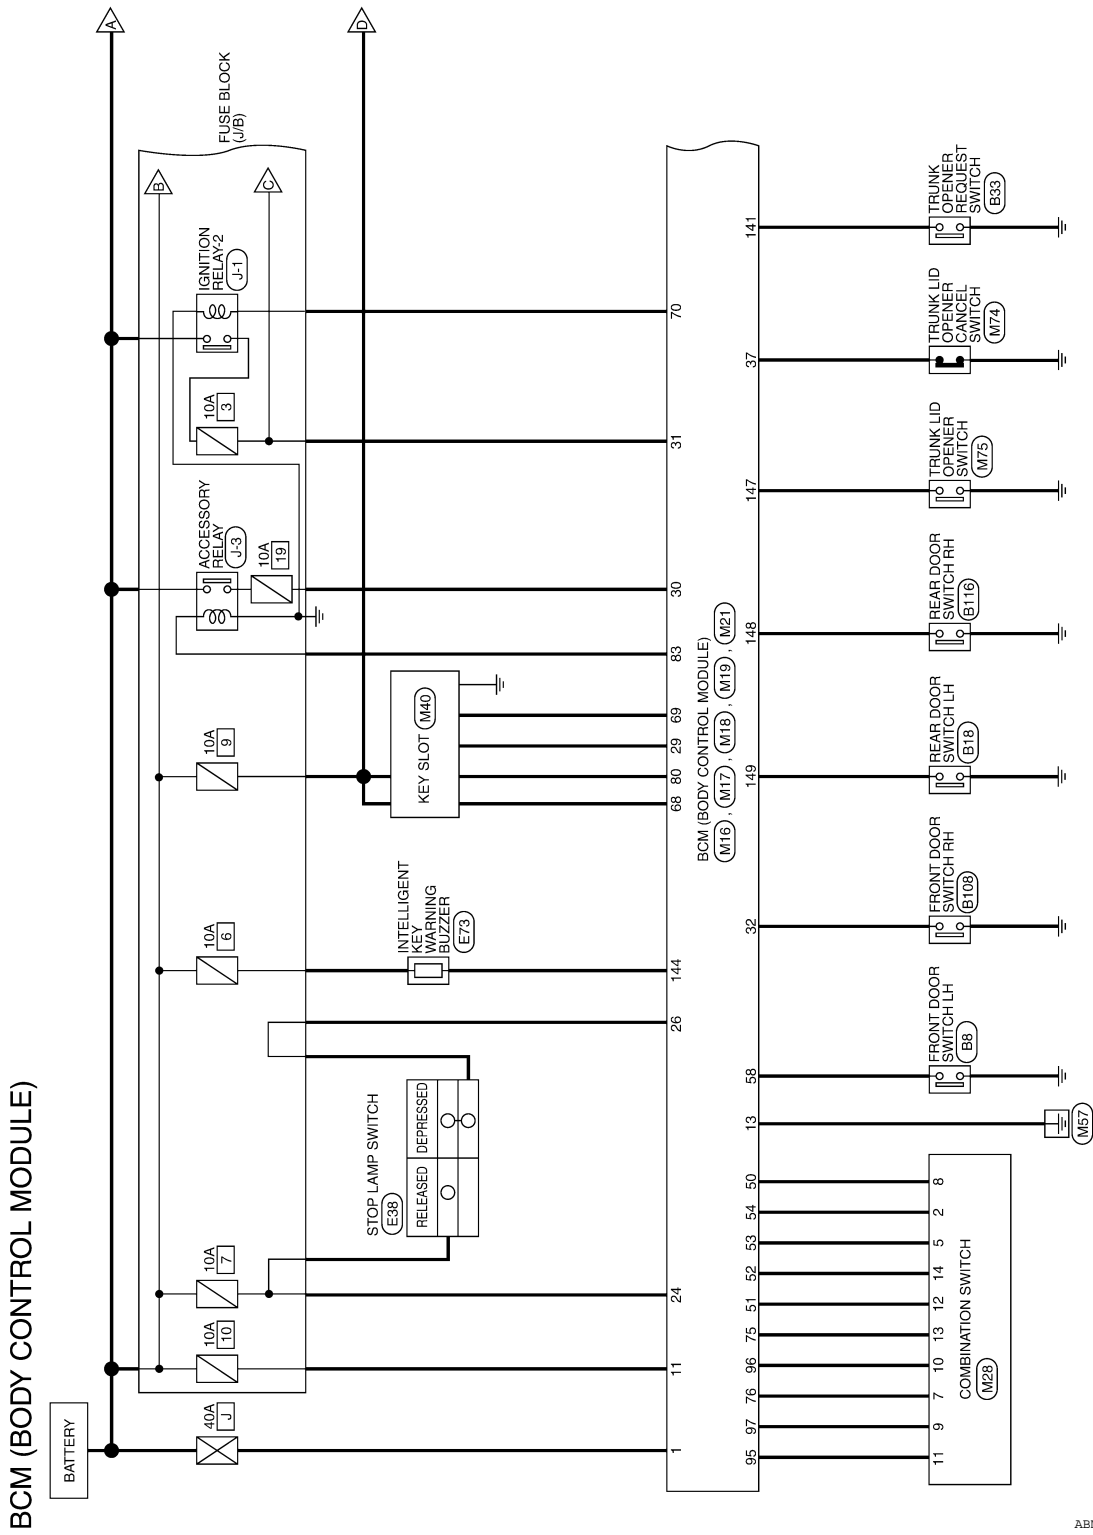 BCM (BODY CONTROL MODULE)
BATTERY
A
40A
J
10A
10
10A
7
10A
6
10A
9
ACCESSORY
RELAY
J-3
10A
19
10A
3
IGNITION
RELAY-2
J-1
B
C
FUSE BLOCK
(J/B)
D
STOP LAMP SWITCH
E38
RELEASED
DEPRESSED
INTELLIGENT
KEY
WARNING
BUZZER
E73
KEY SLOT
M40
1
11
24
26
144
68
80
29
69
83
30
31
70
BCM (BODY CONTROL MODULE)
M16 , M17 , M18 , M19 , M21
95
97
76
96
75
51
52
53
54
50
13
58
32
149
148
147
37
141
11
9
7
10
13
12
14
5
2
8
COMBINATION SWITCH
M28
M57
FRONT DOOR
SWITCH LH
B8
FRONT DOOR
SWITCH RH
B108
REAR DOOR
SWITCH LH
B18
REAR DOOR
SWITCH RH
B116
TRUNK LID
OPENER
SWITCH
M75
TRUNK LID
OPENER
CANCEL
SWITCH
M74
TRUNK
OPENER
REQUEST
SWITCH
B33